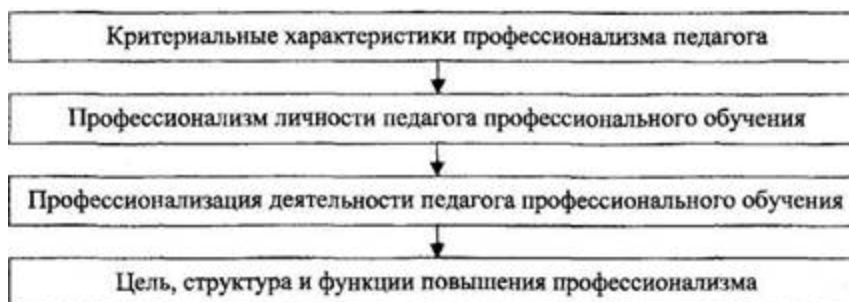 Критериальные характеристики профессионализма педагога
Профессионализм личности педагога профессионального обучения
Профессионализация деятельности педагога профессионального обучения
Цель, структура и функции повышения профессионализма